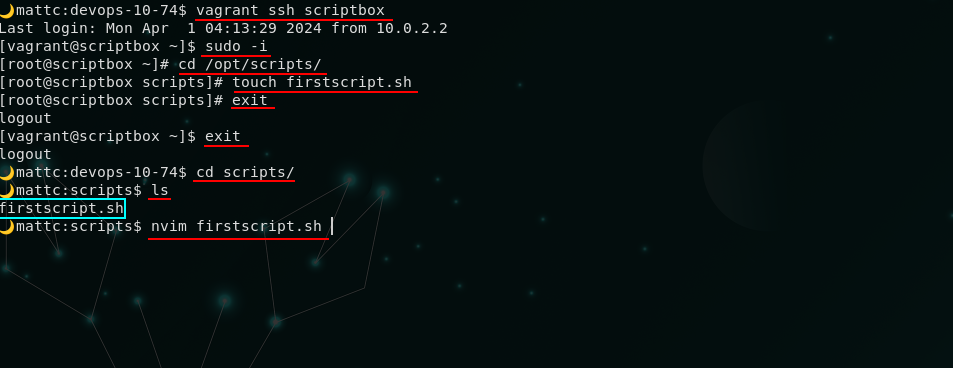 🌙mattc:devops-10-74$ vagrant ssh scriptbox
Last login: Mon Apr  1 04:13:29 2024 from 10.0.2.2
[vagrant@scriptbox ~]$ sudo -i
[root@scriptbox ~]# cd /opt/scripts/
[root@scriptbox scripts]# touch firstscript.sh
[root@scriptbox scripts]# exit
logout
[vagrant@scriptbox ~]$ exit
logout
🌙mattc:devops-10-74$ cd scripts/
🌙mattc:scripts$ ls
firstscript.sh
🌙mattc:scripts$ nvim firstscript.sh